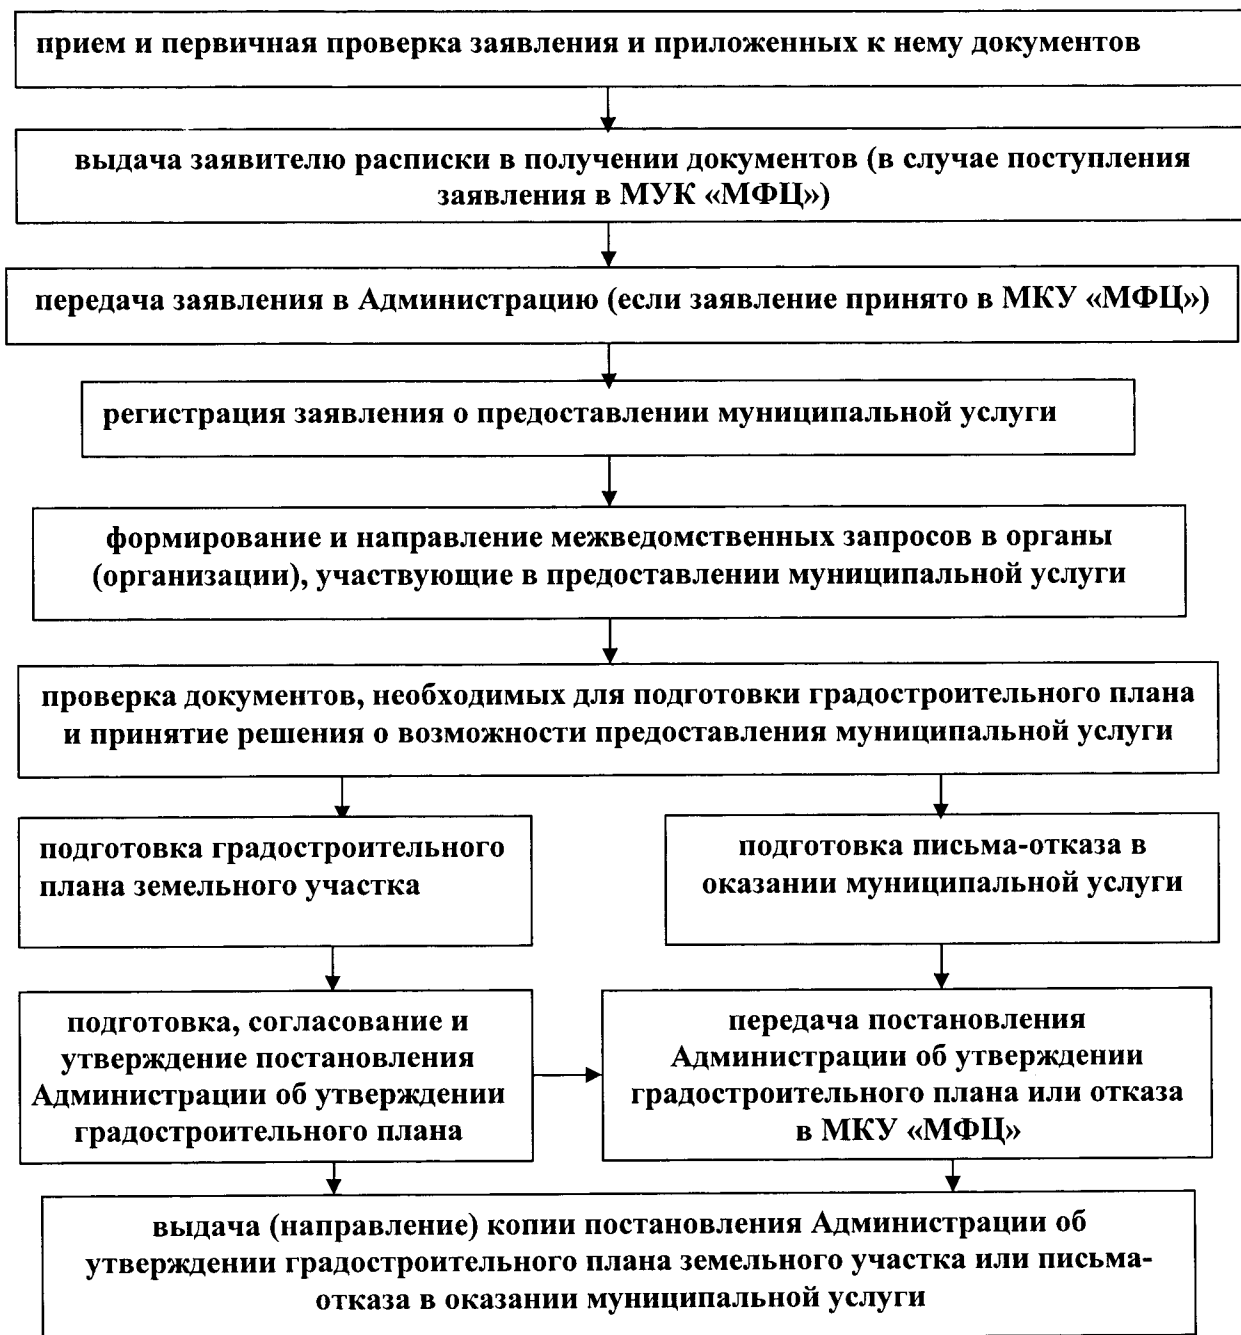 прием и первичная проверка заявления и приложенных к нему документов
выдача заявителю расписки в получении документов (в случае поступления
заявления в МУК «МФЦ»)
передача заявления в Администрацию (если заявление принято в МКУ «МФЦ»)
регистрация заявления о предоставлении муниципальной услуги
формирование и направление межведомственных запросов в органы
(организации), участвующие в предоставлении муниципальной услуги
проверка документов, необходимых для подготовки градостроительного плана
и принятие решения о возможности предоставления муниципальной услуги
подготовка градостроительного
плана земельного участка
подготовка письма-отказа в
оказании муниципальной услуги
подготовка, согласование и
утверждение постановления
Администрации об утверждении
градостроительного плана
передача постановления
Администрации об утверждении
градостроительного плана или отказа
в МКУ «МФЦ»
выдача (направление) копии постановления Администрации об
утверждении градостроительного плана земельного участка или письма-
отказа в оказании муниципальной услуги